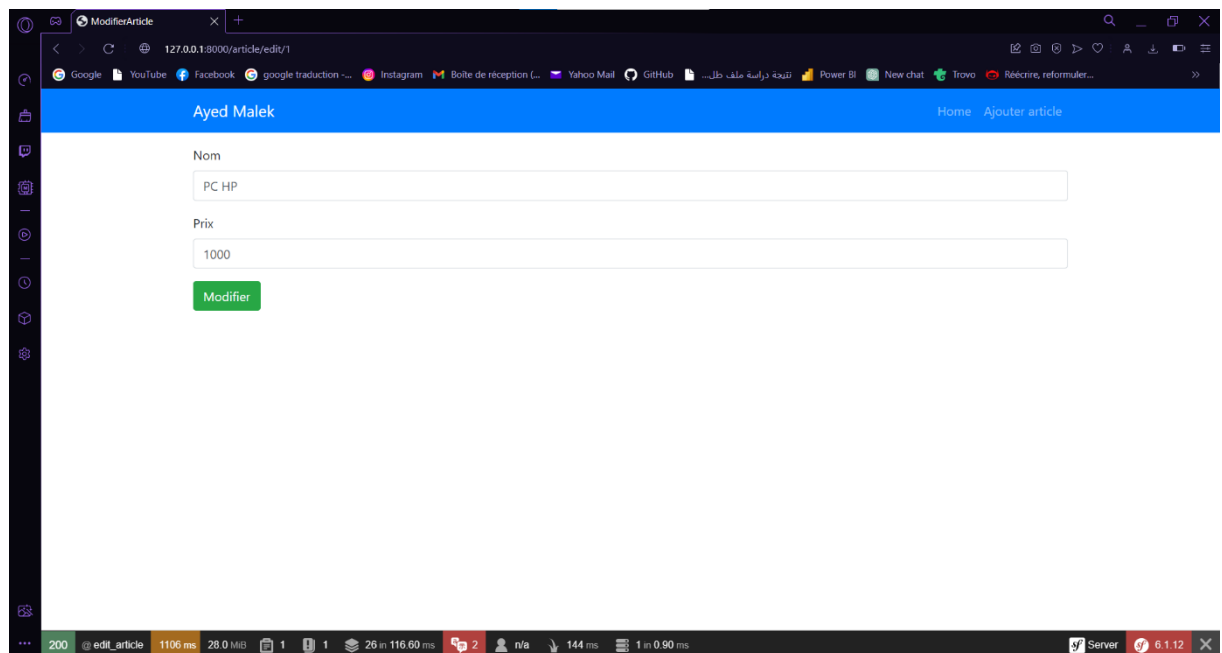 ModifierArticle
127.0.0.1:8000/article/edit/1
Google YouTube Facebook google traduction -... Instagram Boîte de réception (... Yahoo Mail GitHub نتيجة دراسة ملف طل... Power BI New chat Trovo Réécrire, reformuler...
Ayed Malek Home Ajouter article
Nom
PC HP
Prix
1000
Modifier
200 @ edit_article 1106 ms 28.0 MiB 1 1 26 in 116.60 ms 2 n/a 144 ms 1 in 0.90 ms Server 6.1.12